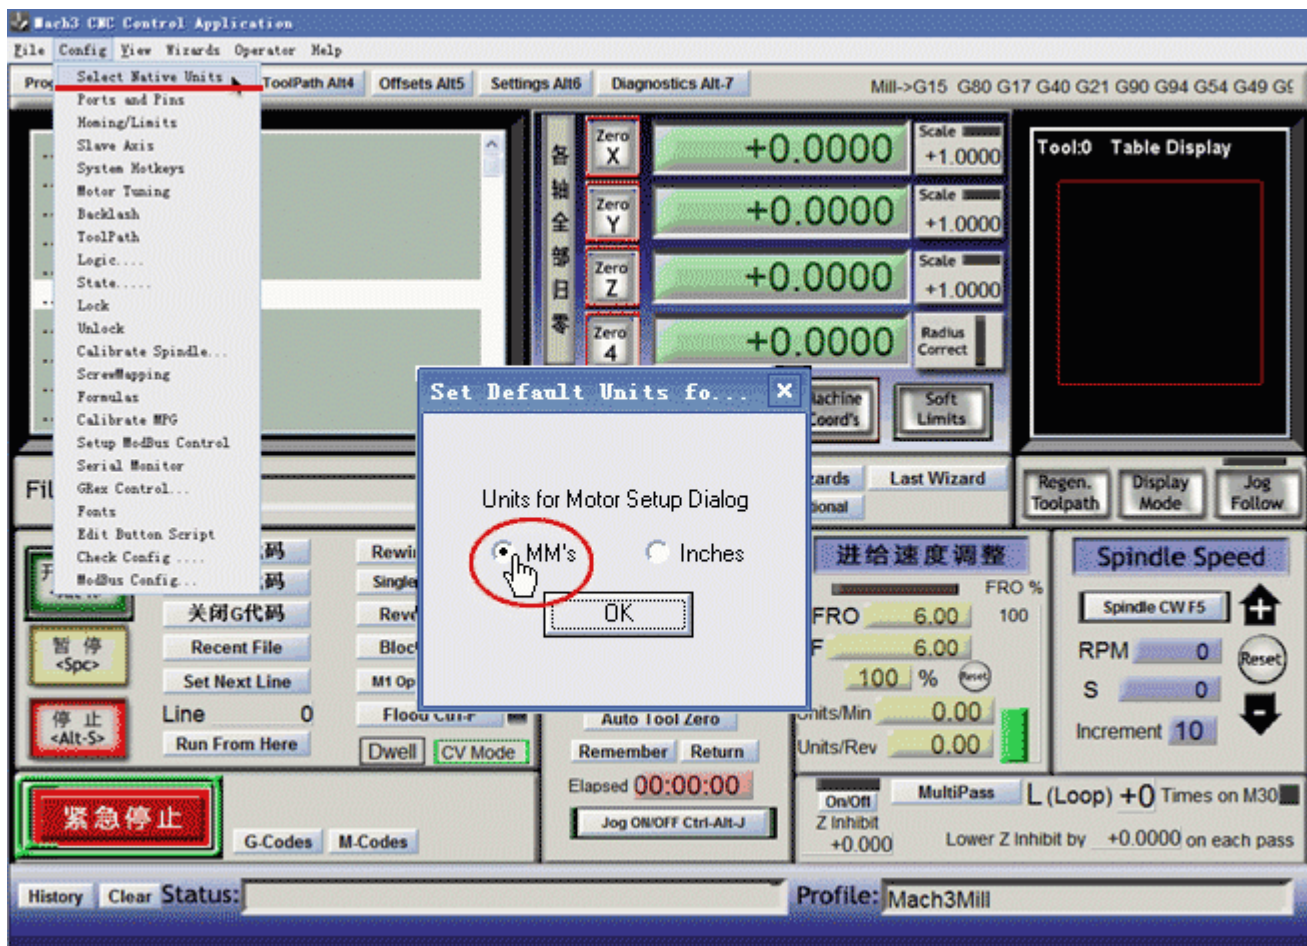 Mach3 CNC Control Application
File Config View Wizards Operator Help
Select Native Units
Ports and Pins
Homing/Limits
Slave Axis
System Hotkeys
Motor Tuning
Backlash
ToolPath
Logic....
State.....
Lock
Unlock
Calibrate Spindle...
ScrewMapping
Formulas
Calibrate MPG
Setup ModBus Control
Serial Monitor
GRex Control...
Fonts
Edit Button Script
Check Config ....
ModBus Config...
ToolPath Alt4 Offsets Alt5 Settings Alt6 Diagnostics Alt-7 Mill->G15 G80 G17 G40 G21 G90 G94 G54 G49
各轴全部归零
Zero X +0.0000 Scale +1.0000
Zero Y +0.0000 Scale +1.0000
Zero Z +0.0000 Scale +1.0000
Zero 4 +0.0000 Radius Correct
Coord's Soft Limits
Tool:0 Table Display
Set Default Units fo...
Units for Motor Setup Dialog
MM's Inches
OK
Last Wizard
Regen. Toolpath Display Mode Jog Follow
码
码
关闭G代码
Recent File
Set Next Line
Line 0
Run From Here
暂停
<Spc>
停止
<Alt-S>
M1 Op
Flood Ctrl-F
Dwell CV Mode
Auto Tool Zero
Remember Return
Elapsed 00:00:00
Jog ON/OFF Ctrl-Alt-J
进给速度调整
FRO %
FRO 6.00 100
F 6.00
100 % Reset
Units/Min 0.00
Units/Rev 0.00
Spindle Speed
Spindle CW F5
RPM 0 Reset
S 0
Increment 10
紧急停止
G-Codes M-Codes
On/Off MultiPass L (Loop) +0 Times on M30
Z Inhibit
+0.000 Lower Z Inhibit by +0.0000 on each pass
History Clear Status: Profile: Mach3Mill